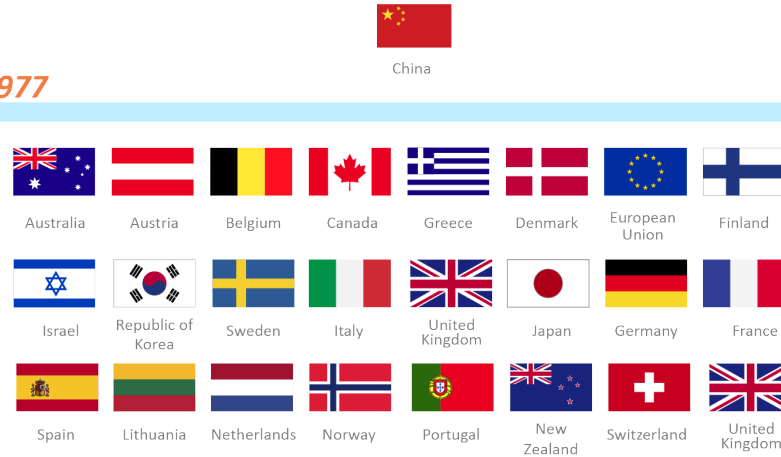 China
977
Australia Austria Belgium Canada Greece Denmark European Union Finland
Israel Republic of Korea Sweden Italy United Kingdom Japan Germany France
Spain Lithuania Netherlands Norway Portugal New Zealand Switzerland United Kingdom